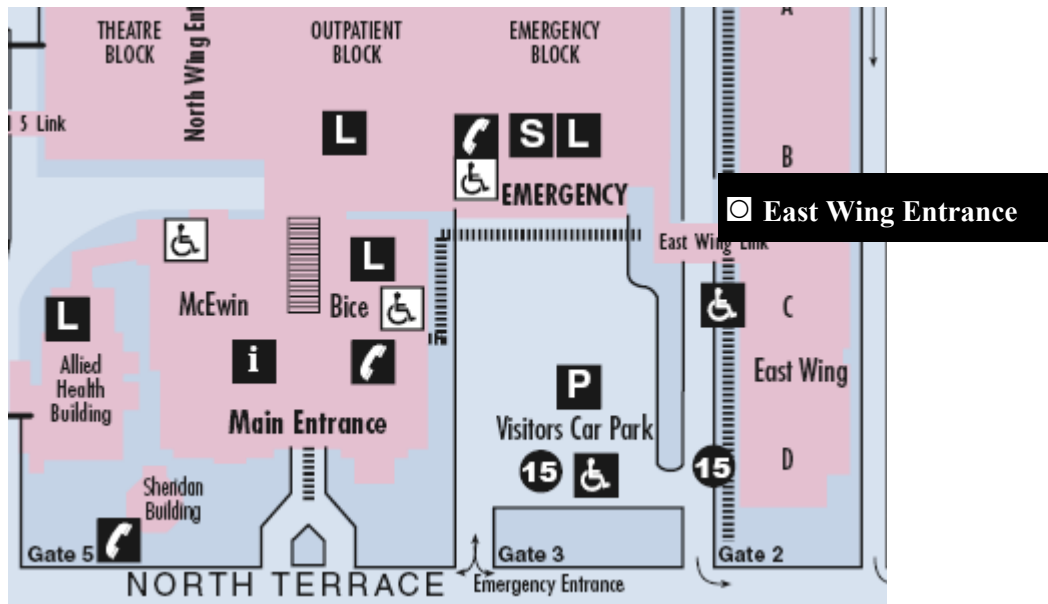 THEATRE
BLOCK
North Wing Ent
OUTPATIENT
BLOCK
EMERGENCY
BLOCK
A
5 Link
L
S L
B
EMERGENCY
East Wing Entrance
East Wing Link
L
McEwin
Bice
C
L
i
Allied
Health
Building
P
East Wing
Main Entrance
Visitors Car Park
15
15
D
Sheridan
Building
Gate 5
Gate 3
Gate 2
NORTH TERRACE
Emergency Entrance